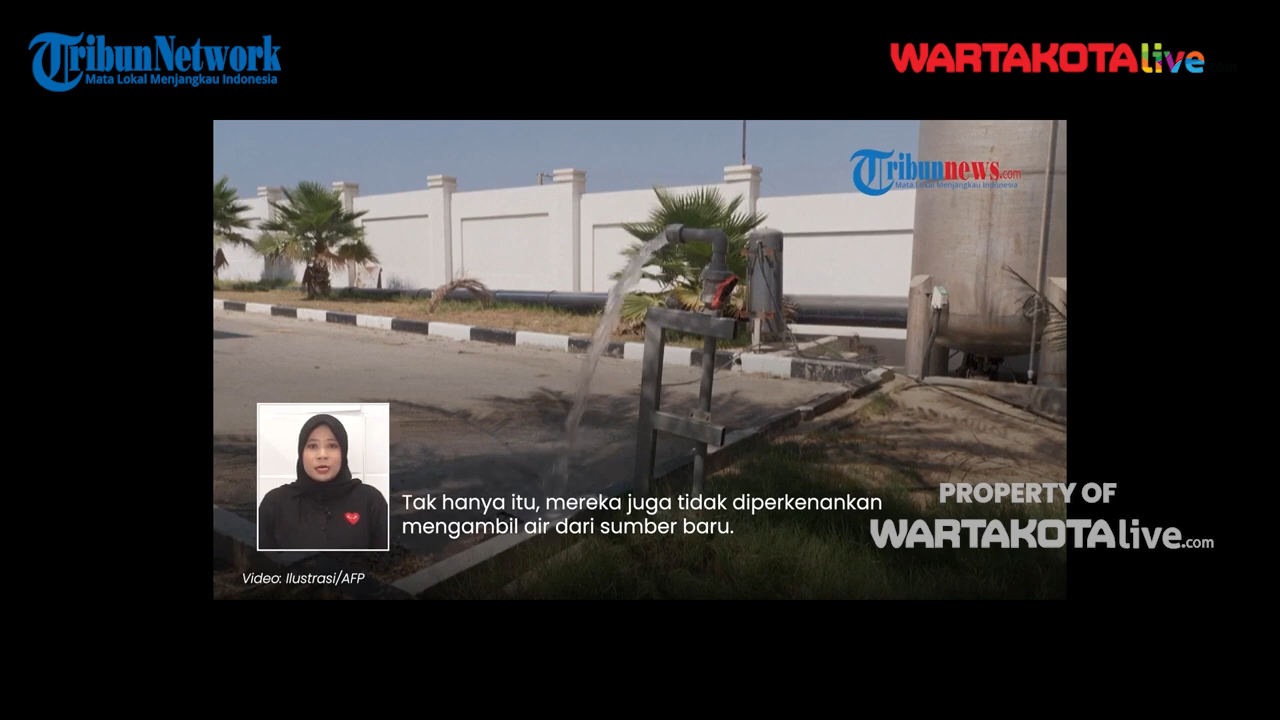 TribunNetwork
Mata Lokal Menjangkau Indonesia
WARTAKOTAlive.com
Tribunnews.com
Mata Lokal Menjangkau Indonesia
Tak hanya itu, mereka juga tidak diperkenankan
mengambil air dari sumber baru.
PROPERTY OF
WARTAKOTAlive.com
Video: Ilustrasi/AFP